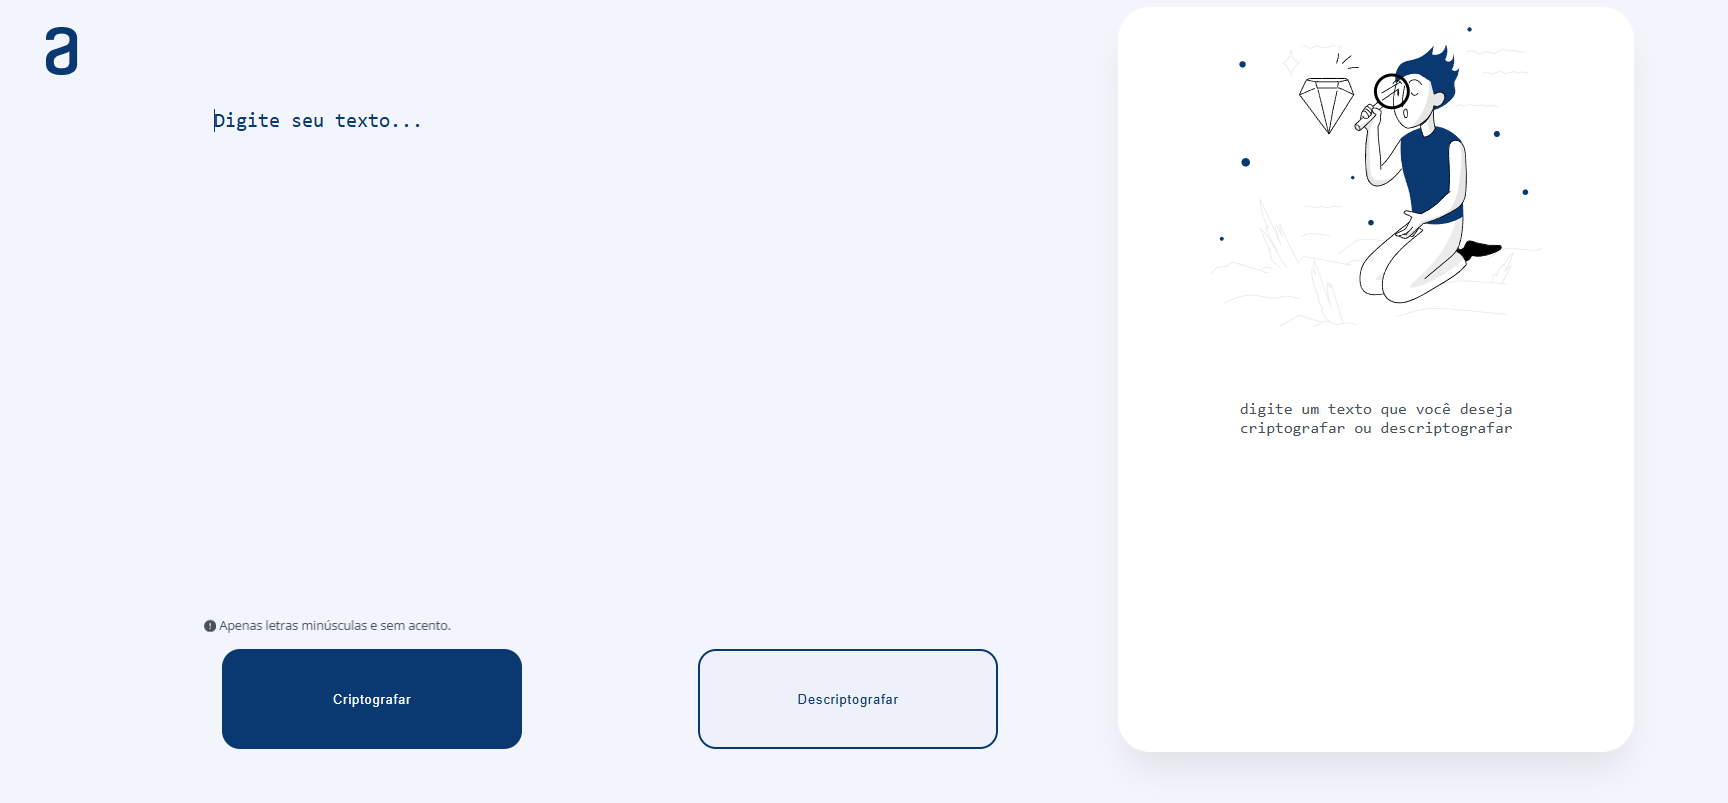 a
Digite seu texto...
Apenas letras minúsculas e sem acento.
Criptografar
Descriptografar
digite um texto que você deseja
criptografar ou descriptografar